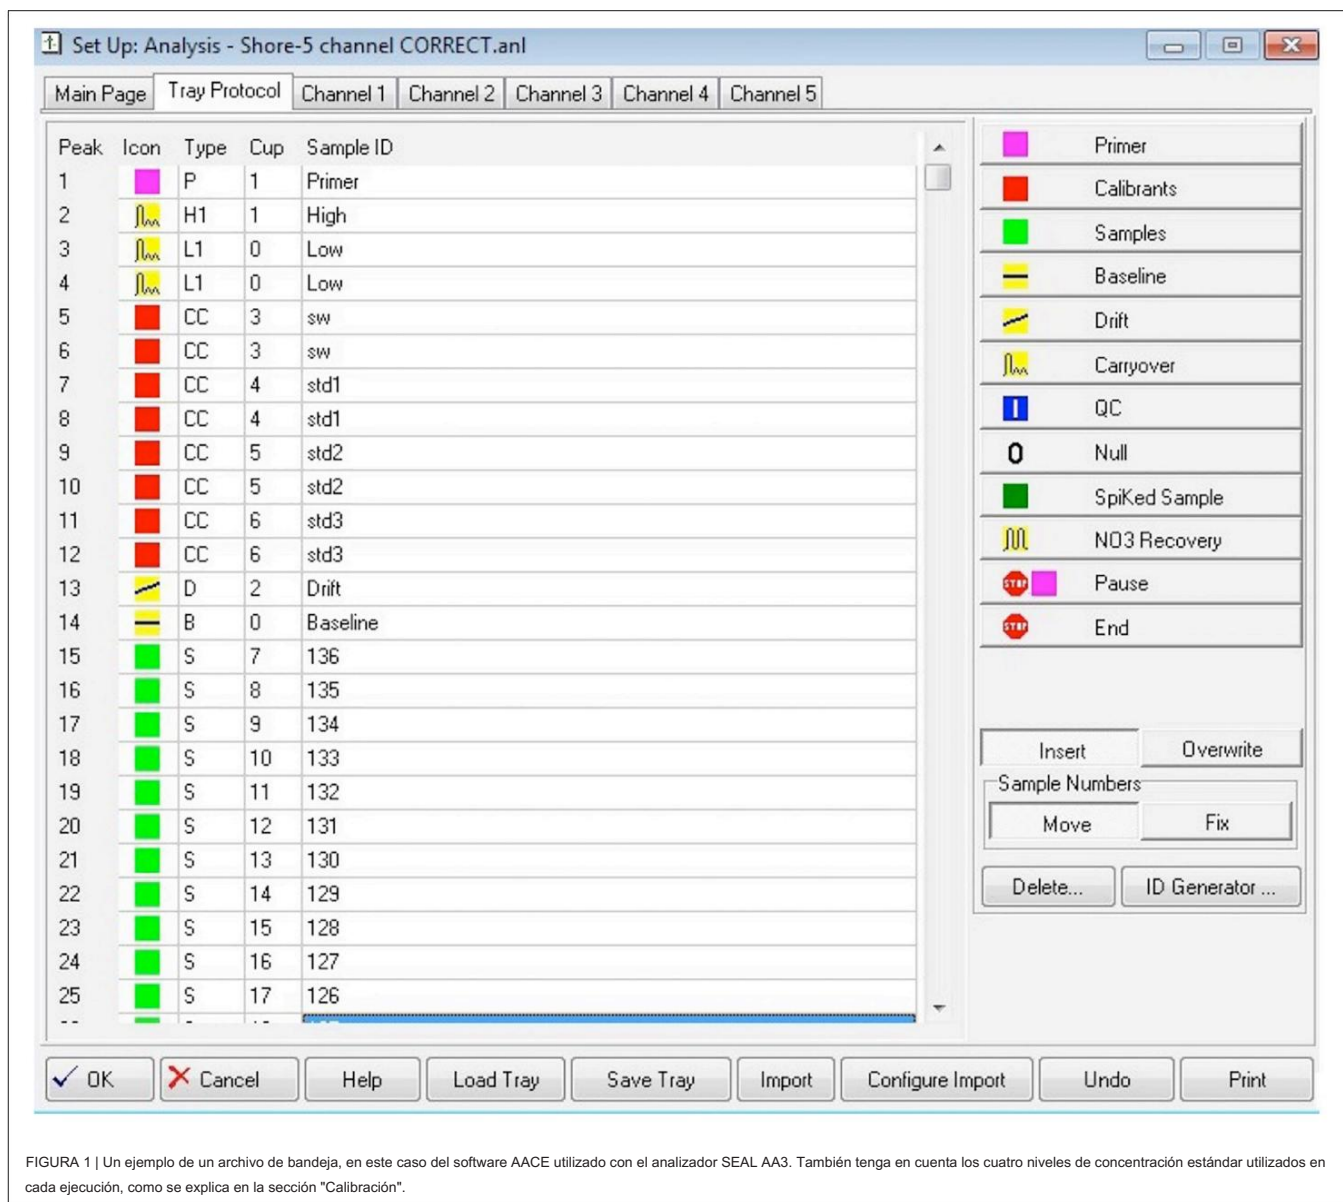 Set Up: Analysis - Shore-5 channel CORRECT.anl
Main Page Tray Protocol Channel 1 Channel 2 Channel 3 Channel 4 Channel 5
Peak Icon Type Cup Sample ID
1 P 1 Primer
2 H1 1 High
3 L1 0 Low
4 L1 0 Low
5 CC 3 sw
6 CC 3 sw
7 CC 4 std1
8 CC 4 std1
9 CC 5 std2
10 CC 5 std2
11 CC 6 std3
12 CC 6 std3
13 D 2 Drift
14 B 0 Baseline
15 S 7 136
16 S 8 135
17 S 9 134
18 S 10 133
19 S 11 132
20 S 12 131
21 S 13 130
22 S 14 129
23 S 15 128
24 S 16 127
25 S 17 126
Primer
Calibrants
Samples
Baseline
Drift
Carryover
QC
0 Null
SpiKed Sample
NO3 Recovery
STOP Pause
STOP End
Insert Overwrite
Sample Numbers
Move Fix
Delete... ID Generator ...
OK Cancel Help Load Tray Save Tray Import Configure Import Undo Print
FIGURA 1 | Un ejemplo de un archivo de bandeja, en este caso del software AACE utilizado con el analizador SEAL AA3. También tenga en cuenta los cuatro niveles de concentración estándar utilizados en
cada ejecución, como se explica en la sección "Calibración".